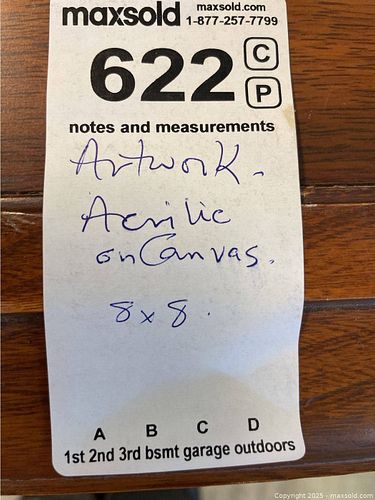 maxsold maxsold.com
1-877-257-7799
622 C
P
notes and measurements
Artwork.
Acrilic
on Canvas.
8x8.
A B C D
1st 2nd 3rd bsmt garage outdoors
Copyright 2025 - maxsold.com